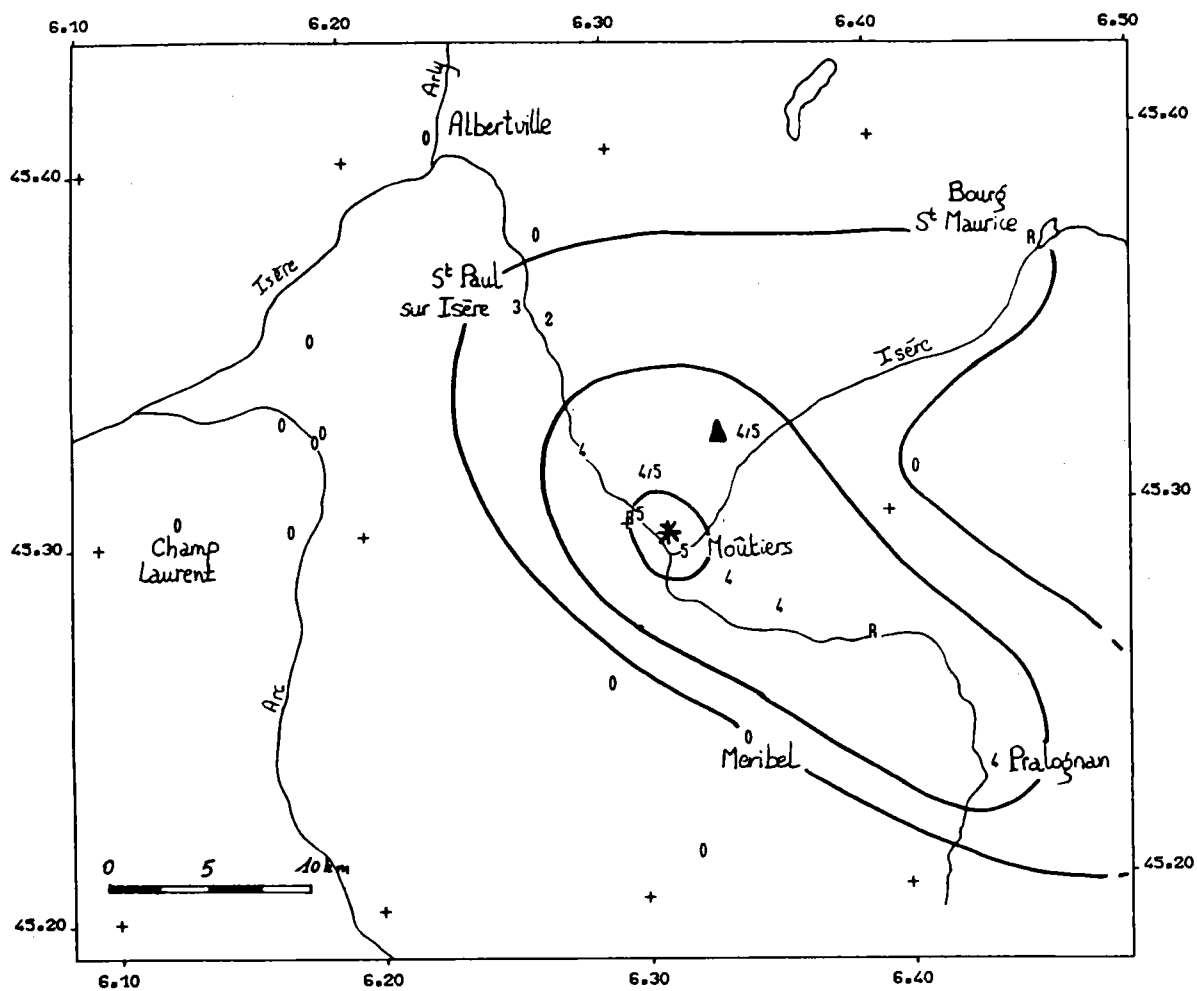 6.10 6.20 6.30 6.40 6.50
Arly
Albertville
0
45.40
45.40
Bourg
St Maurice
R
0
Isère
St Paul
sur Isère
3 2
0
Isère
0 0 0
4/5
4
4/5
0
45.30
5
0
Champ
Laurent
0
45.30
5 Moûtiers
4
4
R
0
Arc
0
Meribel
4 Pralognan
0
0 5 10 km
45.20
45.20
6.10 6.20 6.30 6.40